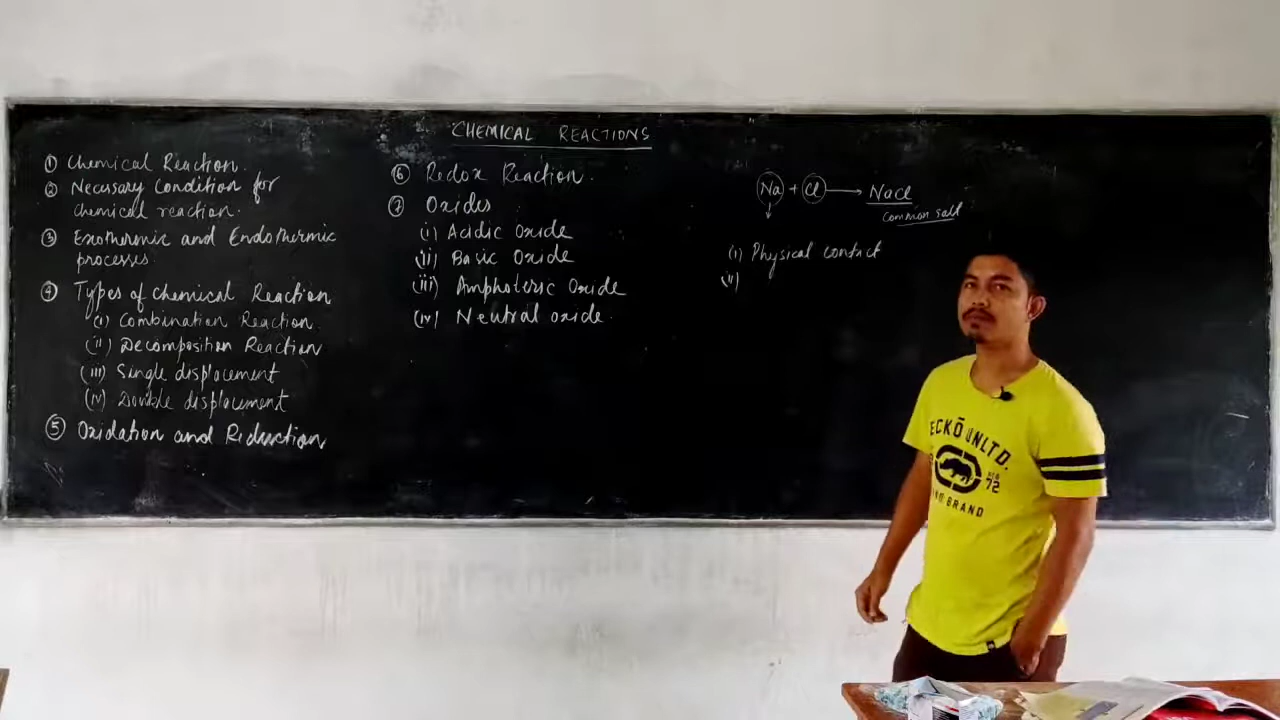 CHEMICAL REACTIONS
① Chemical Reaction.
② Necessary Condition for
chemical reaction.
③ Exothermic and Endothermic
processes.
④ Types of Chemical Reaction
(i) Combination Reaction
(ii) Decomposition Reaction
(iii) Single displacement
(iv) Double displacement
⑤ Oxidation and Reduction
⑥ Redox Reaction.
⑦ Oxides
(i) Acidic Oxide
(ii) Basic Oxide
(iii) Amphoteric Oxide
(iv) Neutral oxide.
Na + Cl → NaCl
Common salt
(i) Physical contact
(ii)
ECKŌ UNLTD.
72
BRAND